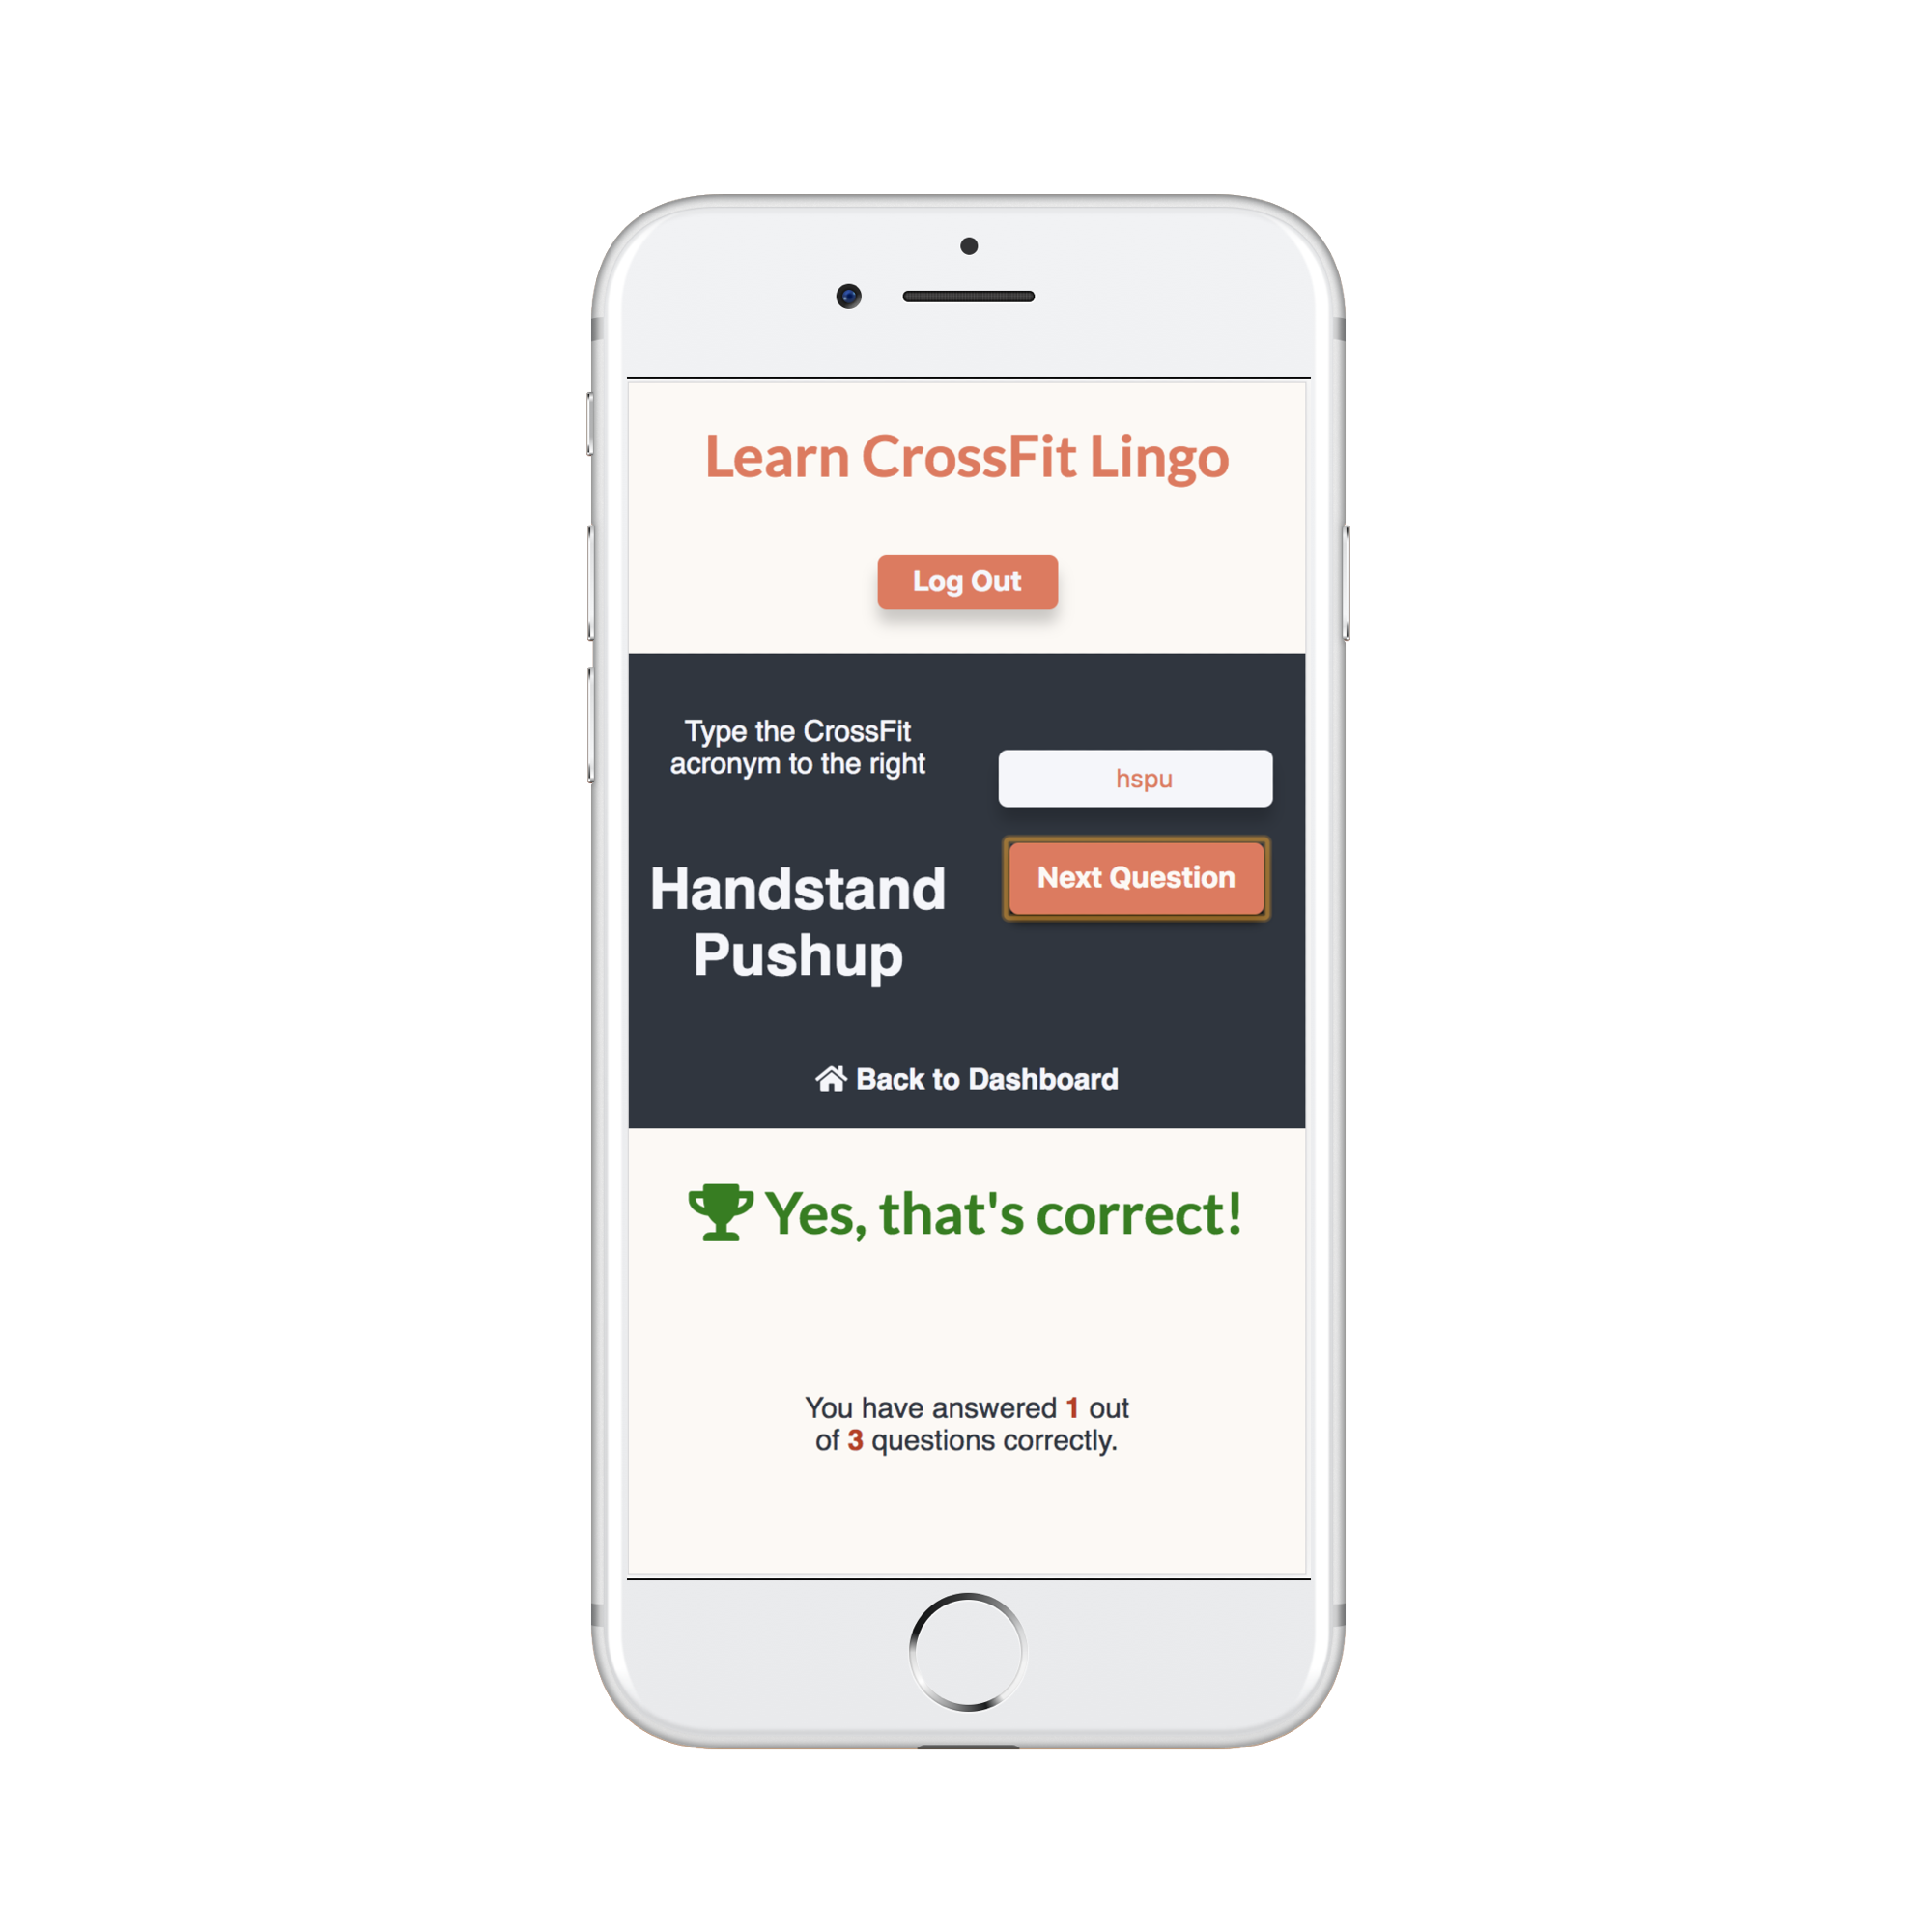 Learn CrossFit Lingo
Log Out
Type the CrossFit
acronym to the right
hspu
Next Question
Handstand
Pushup
Back to Dashboard
Yes, that's correct!
You have answered 1 out
of 3 questions correctly.